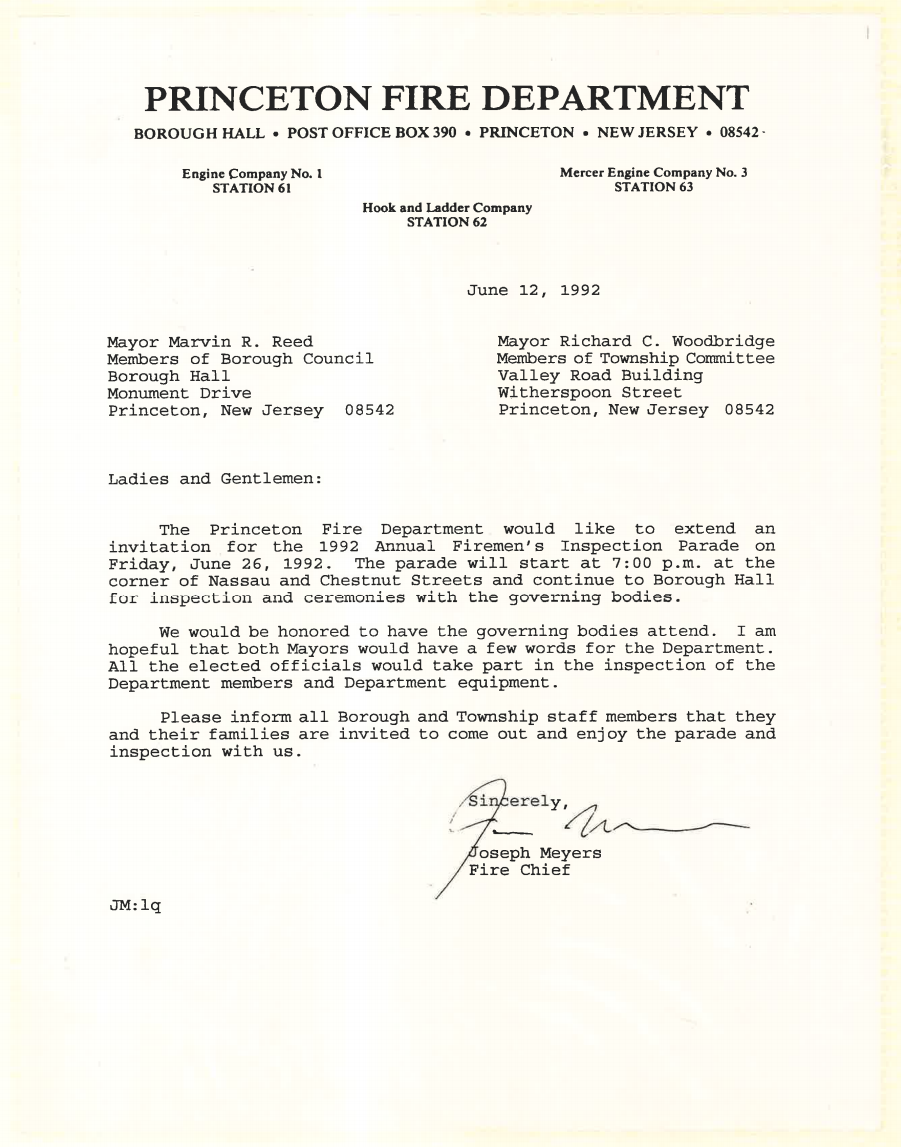 PRINCETON FIRE DEPARTMENT
BOROUGH HALL • POST OFFICE BOX 390 • PRINCETON • NEW JERSEY • 08542
Engine Company No. 1
STATION 61
Mercer Engine Company No. 3
STATION 63
Hook and Ladder Company
STATION 62
June 12, 1992
Mayor Marvin R. Reed
Members of Borough Council
Borough Hall
Monument Drive
Princeton, New Jersey 08542
Mayor Richard C. Woodbridge
Members of Township Committee
Valley Road Building
Witherspoon Street
Princeton, New Jersey 08542
Ladies and Gentlemen:
The Princeton Fire Department would like to extend an
invitation for the 1992 Annual Firemen's Inspection Parade on
Friday, June 26, 1992. The parade will start at 7:00 p.m. at the
corner of Nassau and Chestnut Streets and continue to Borough Hall
for inspection and ceremonies with the governing bodies.
We would be honored to have the governing bodies attend. I am
hopeful that both Mayors would have a few words for the Department.
All the elected officials would take part in the inspection of the
Department members and Department equipment.
Please inform all Borough and Township staff members that they
and their families are invited to come out and enjoy the parade and
inspection with us.
Sincerely,
Joseph Meyers
Fire Chief
JM:lq